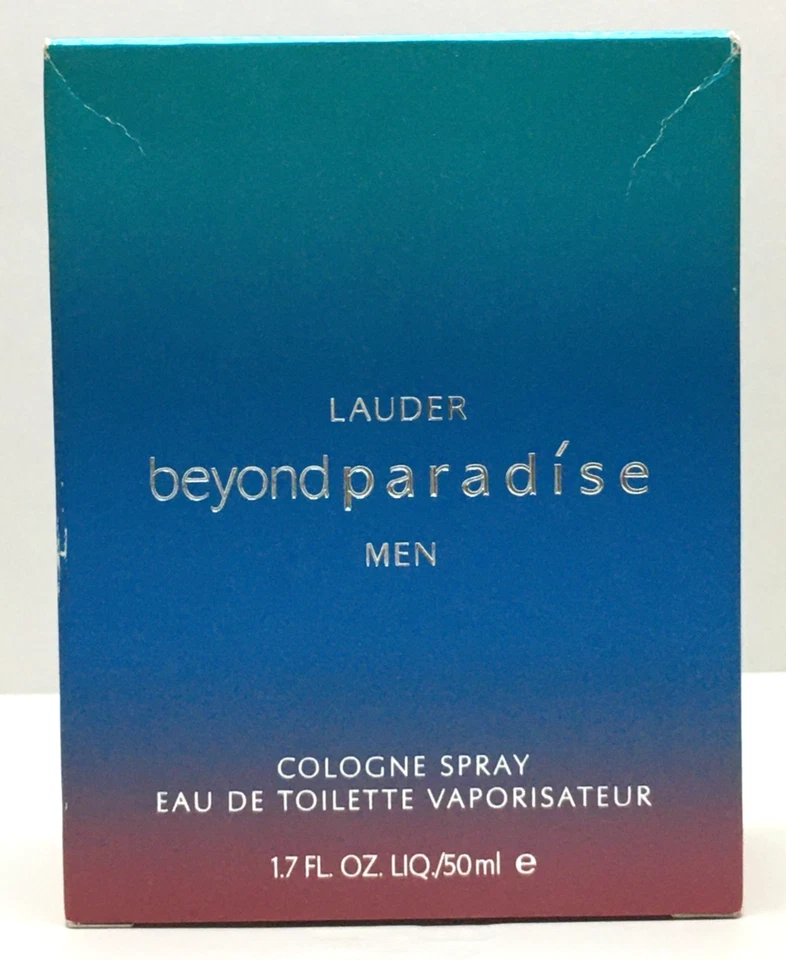 LAUDER
beyondparadíse
MEN
COLOGNE SPRAY
EAU DE TOILETTE VAPORISATEUR
1.7 FL. OZ. LIQ./50ml ℮